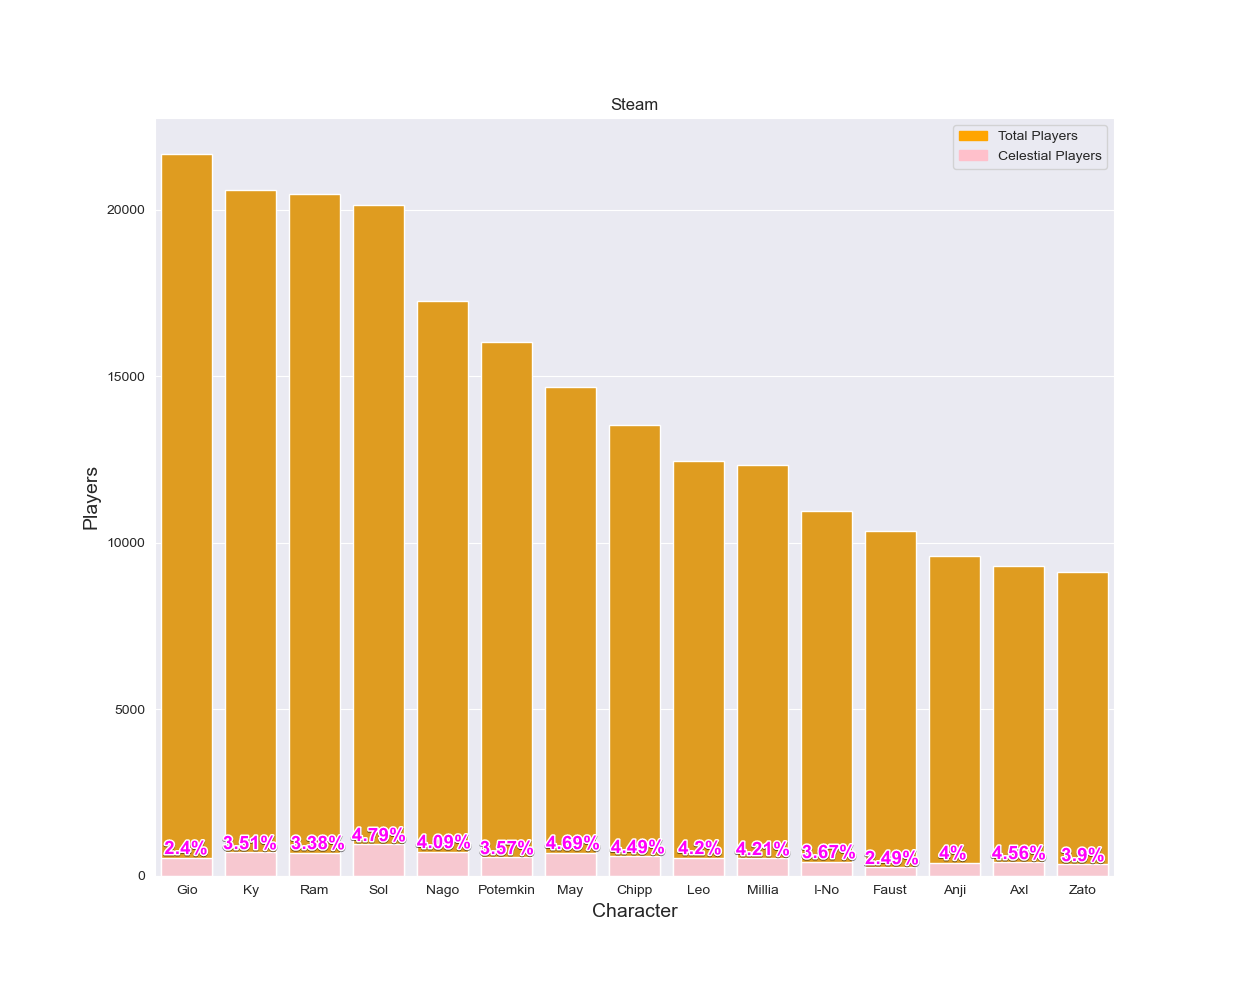 Steam
Total Players
Celestial Players
Players
20000
15000
10000
5000
0
2.4% 3.51% 3.38% 4.79% 4.09% 3.57% 4.69% 4.49% 4.2% 4.21% 3.67% 2.49% 4% 4.56% 3.9%
Gio Ky Ram Sol Nago Potemkin May Chipp Leo Millia I-No Faust Anji Axl Zato
Character